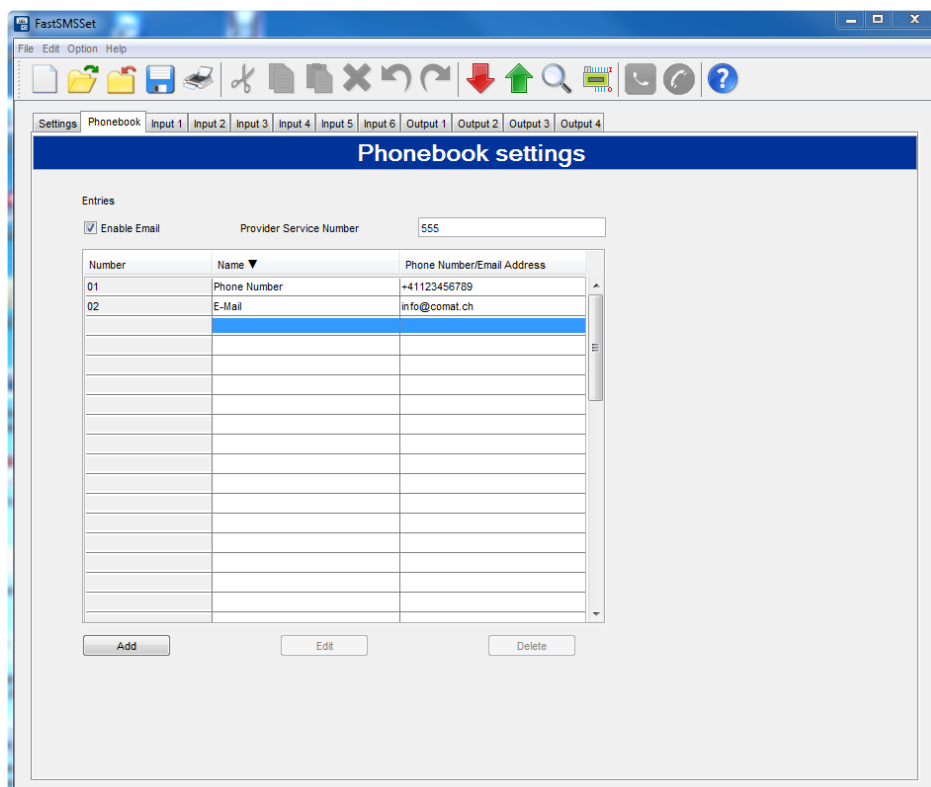 FastSMSSet
File Edit Option Help
Settings Phonebook Input 1 Input 2 Input 3 Input 4 Input 5 Input 6 Output 1 Output 2 Output 3 Output 4
Phonebook settings
Entries
Enable Email Provider Service Number 555
Number Name ▼ Phone Number/Email Address
01 Phone Number +41123456789
02 E-Mail info@comat.ch
Add Edit Delete